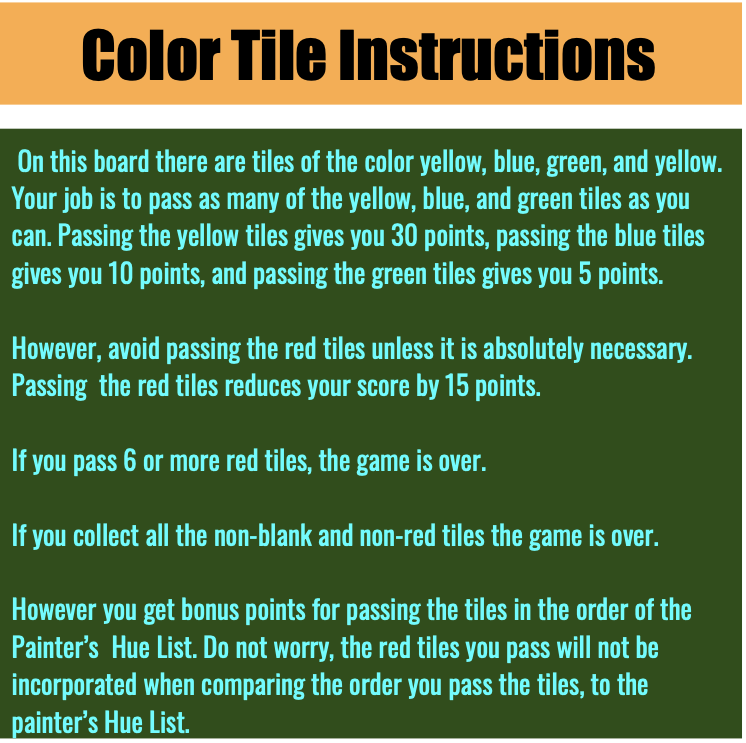 Color Tile Instructions
On this board there are tiles of the color yellow, blue, green, and yellow.
Your job is to pass as many of the yellow, blue, and green tiles as you
can. Passing the yellow tiles gives you 30 points, passing the blue tiles
gives you 10 points, and passing the green tiles gives you 5 points.
However, avoid passing the red tiles unless it is absolutely necessary.
Passing  the red tiles reduces your score by 15 points.
If you pass 6 or more red tiles, the game is over.
If you collect all the non-blank and non-red tiles the game is over.
However you get bonus points for passing the tiles in the order of the
Painter’s  Hue List. Do not worry, the red tiles you pass will not be
incorporated when comparing the order you pass the tiles, to the
painter’s Hue List.